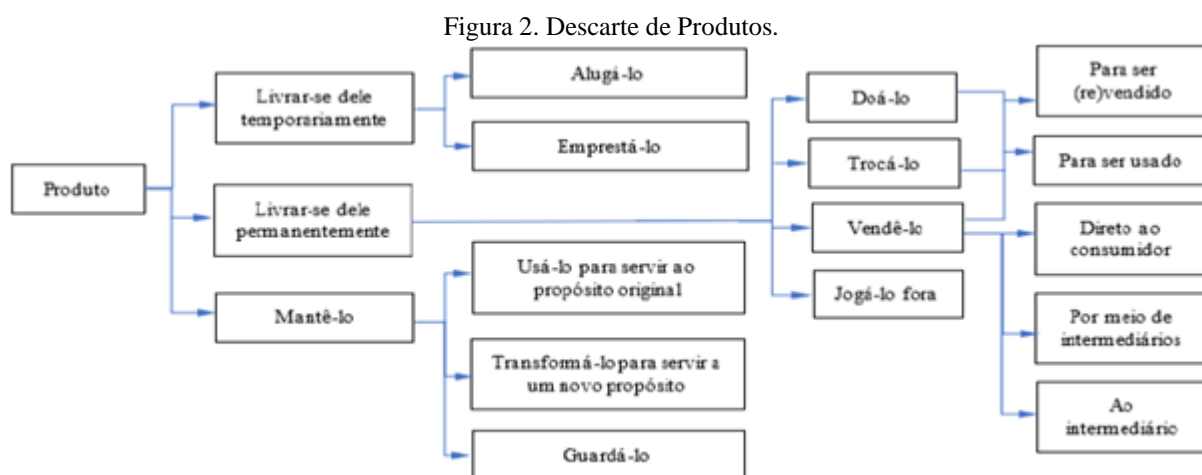 Figura 2. Descarte de Produtos.
Produto
Livrar-se dele
temporariamente
Alugá-lo
Emprestá-lo
Livrar-se dele
permanentemente
Doá-lo
Trocá-lo
Vendê-lo
Jogá-lo fora
Para ser
(re)vendido
Para ser usado
Direto ao
consumidor
Por meio de
intermediários
Ao
intermediário
Mantê-lo
Usá-lo para servir ao
propósito original
Transformá-lo para servir a
um novo propósito
Guardá-lo